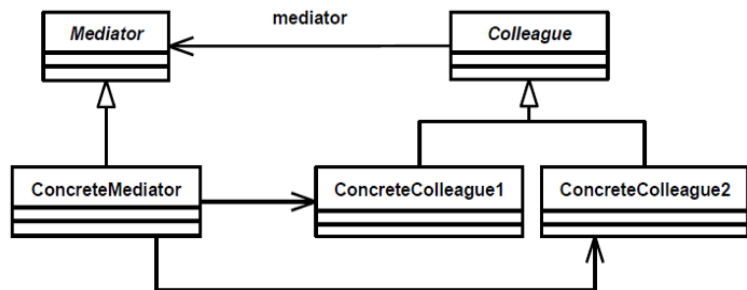 mediator
Mediator
Colleague
ConcreteMediator
ConcreteColleague1
ConcreteColleague2